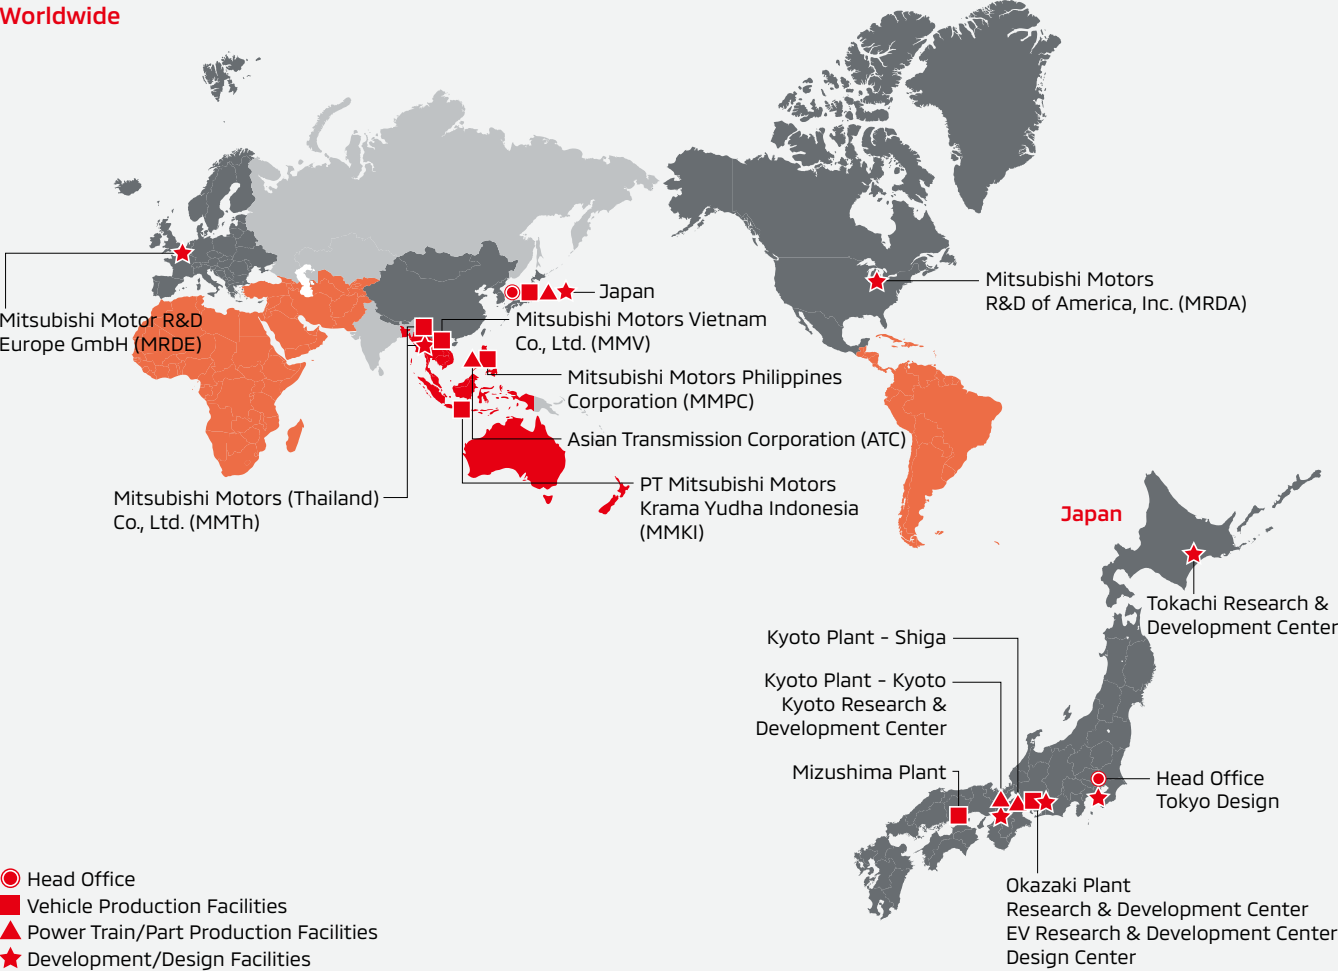 Worldwide
Mitsubishi Motor R&D
Europe GmbH (MRDE)
Japan
Mitsubishi Motors Vietnam
Co., Ltd. (MMV)
Mitsubishi Motors Philippines
Corporation (MMPC)
Asian Transmission Corporation (ATC)
PT Mitsubishi Motors
Krama Yudha Indonesia
(MMKI)
Mitsubishi Motors (Thailand)
Co., Ltd. (MMTh)
Mitsubishi Motors
R&D of America, Inc. (MRDA)
Japan
Tokachi Research &
Development Center
Kyoto Plant - Shiga
Kyoto Plant - Kyoto
Kyoto Research &
Development Center
Mizushima Plant
Head Office
Tokyo Design
Okazaki Plant
Research & Development Center
EV Research & Development Center
Design Center
Head Office
Vehicle Production Facilities
Power Train/Part Production Facilities
Development/Design Facilities